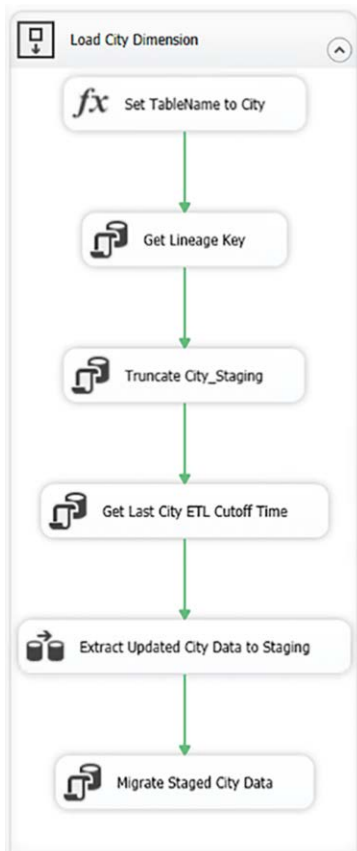 Load City Dimension
fx Set TableName to City
Get Lineage Key
Truncate City_Staging
Get Last City ETL Cutoff Time
Extract Updated City Data to Staging
Migrate Staged City Data